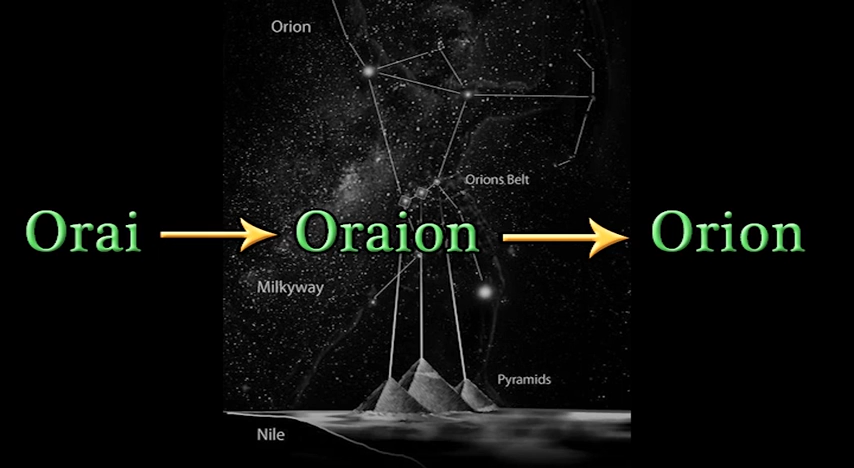 Orion
Orions Belt
Orai Oraion Orion
Milkyway
Pyramids
Nile